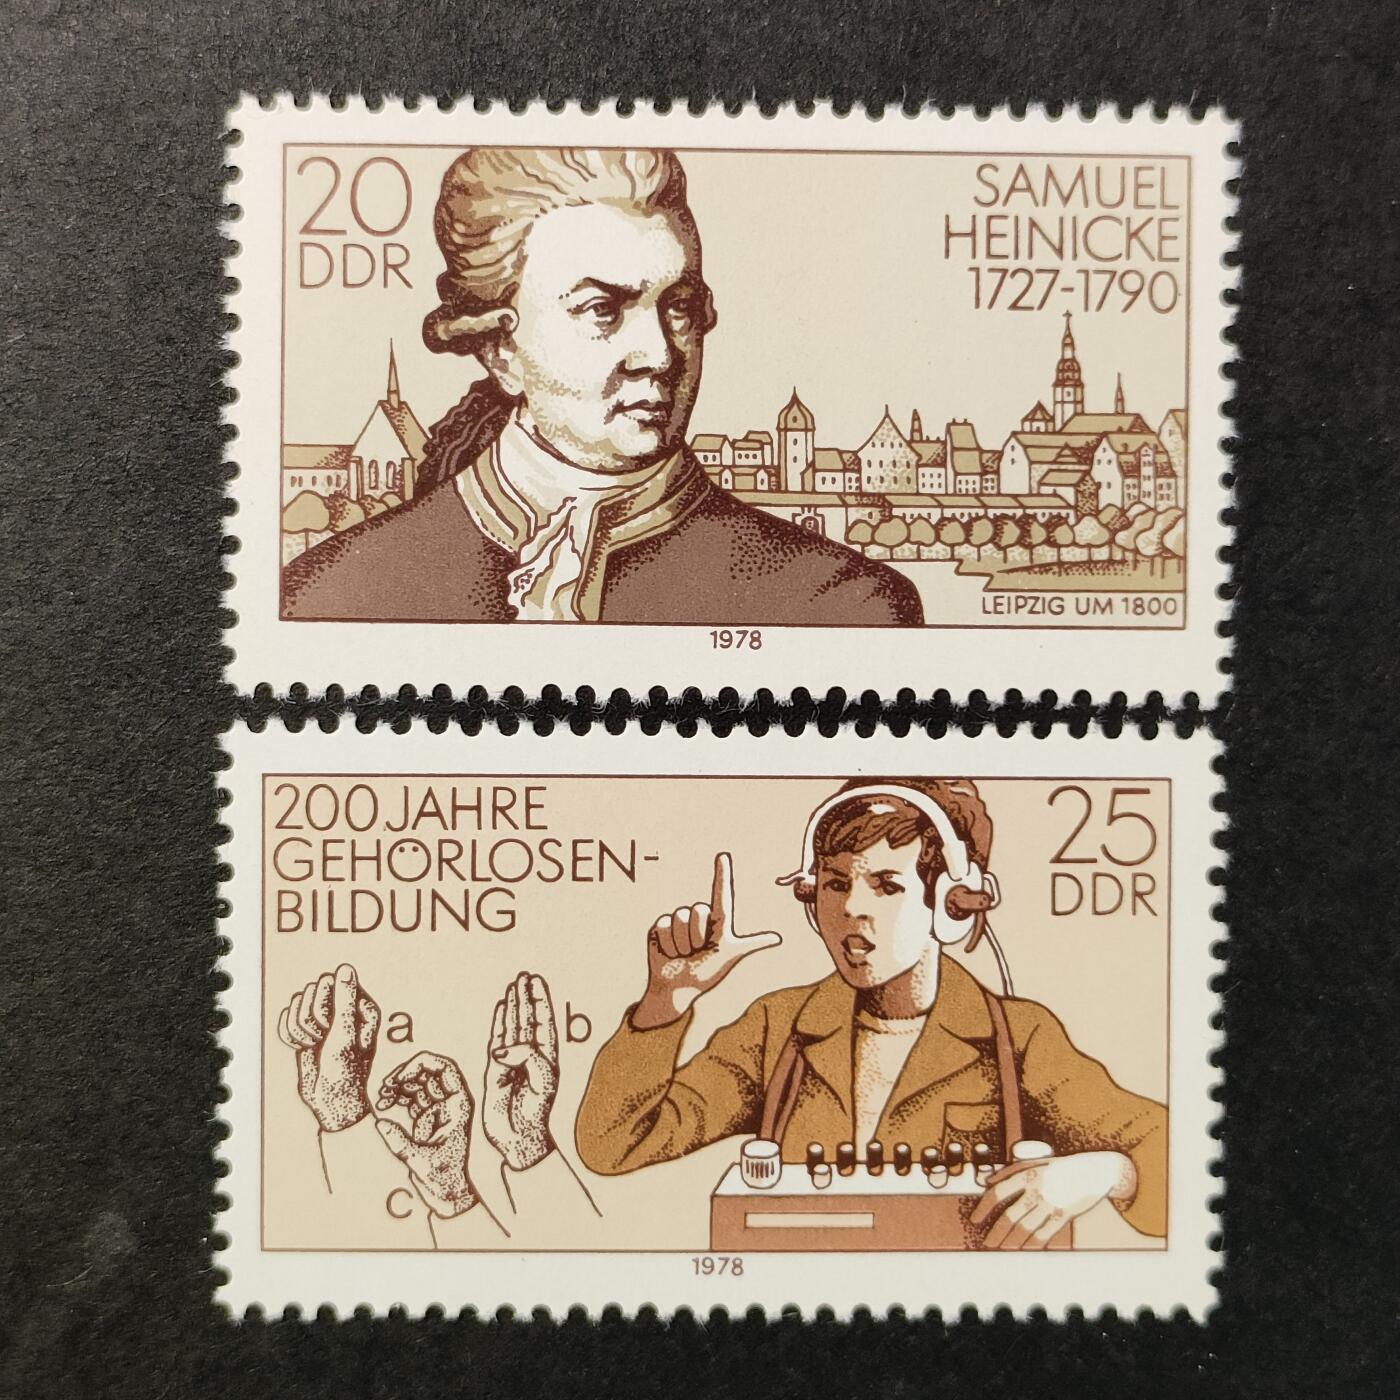 20
DDR
SAMUEL
HEINICKE
1727-1790
LEIPZIG UM 1800
1978
200 JAHRE
GEHÖRLOSEN-
BILDUNG
25
DDR
a
b
c
1978